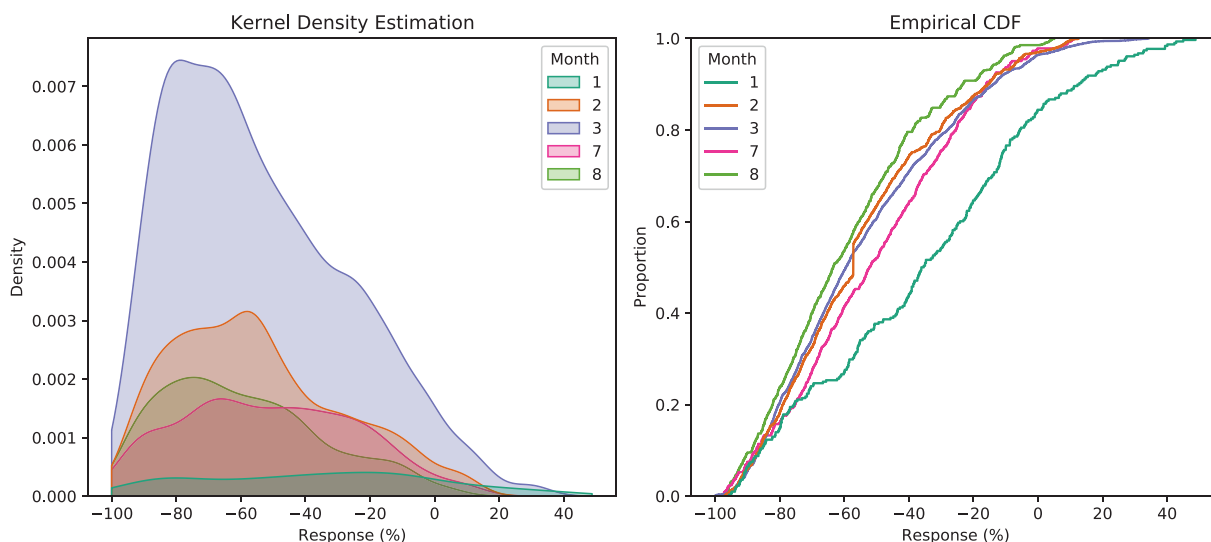 Kernel Density Estimation
Density
0.007
0.006
0.005
0.004
0.003
0.002
0.001
0.000
−100 −80 −60 −40 −20 0 20 40
Response (%)
Month
1
2
3
7
8
Empirical CDF
Proportion
1.0
0.8
0.6
0.4
0.2
0.0
−100 −80 −60 −40 −20 0 20 40
Response (%)
Month
1
2
3
7
8